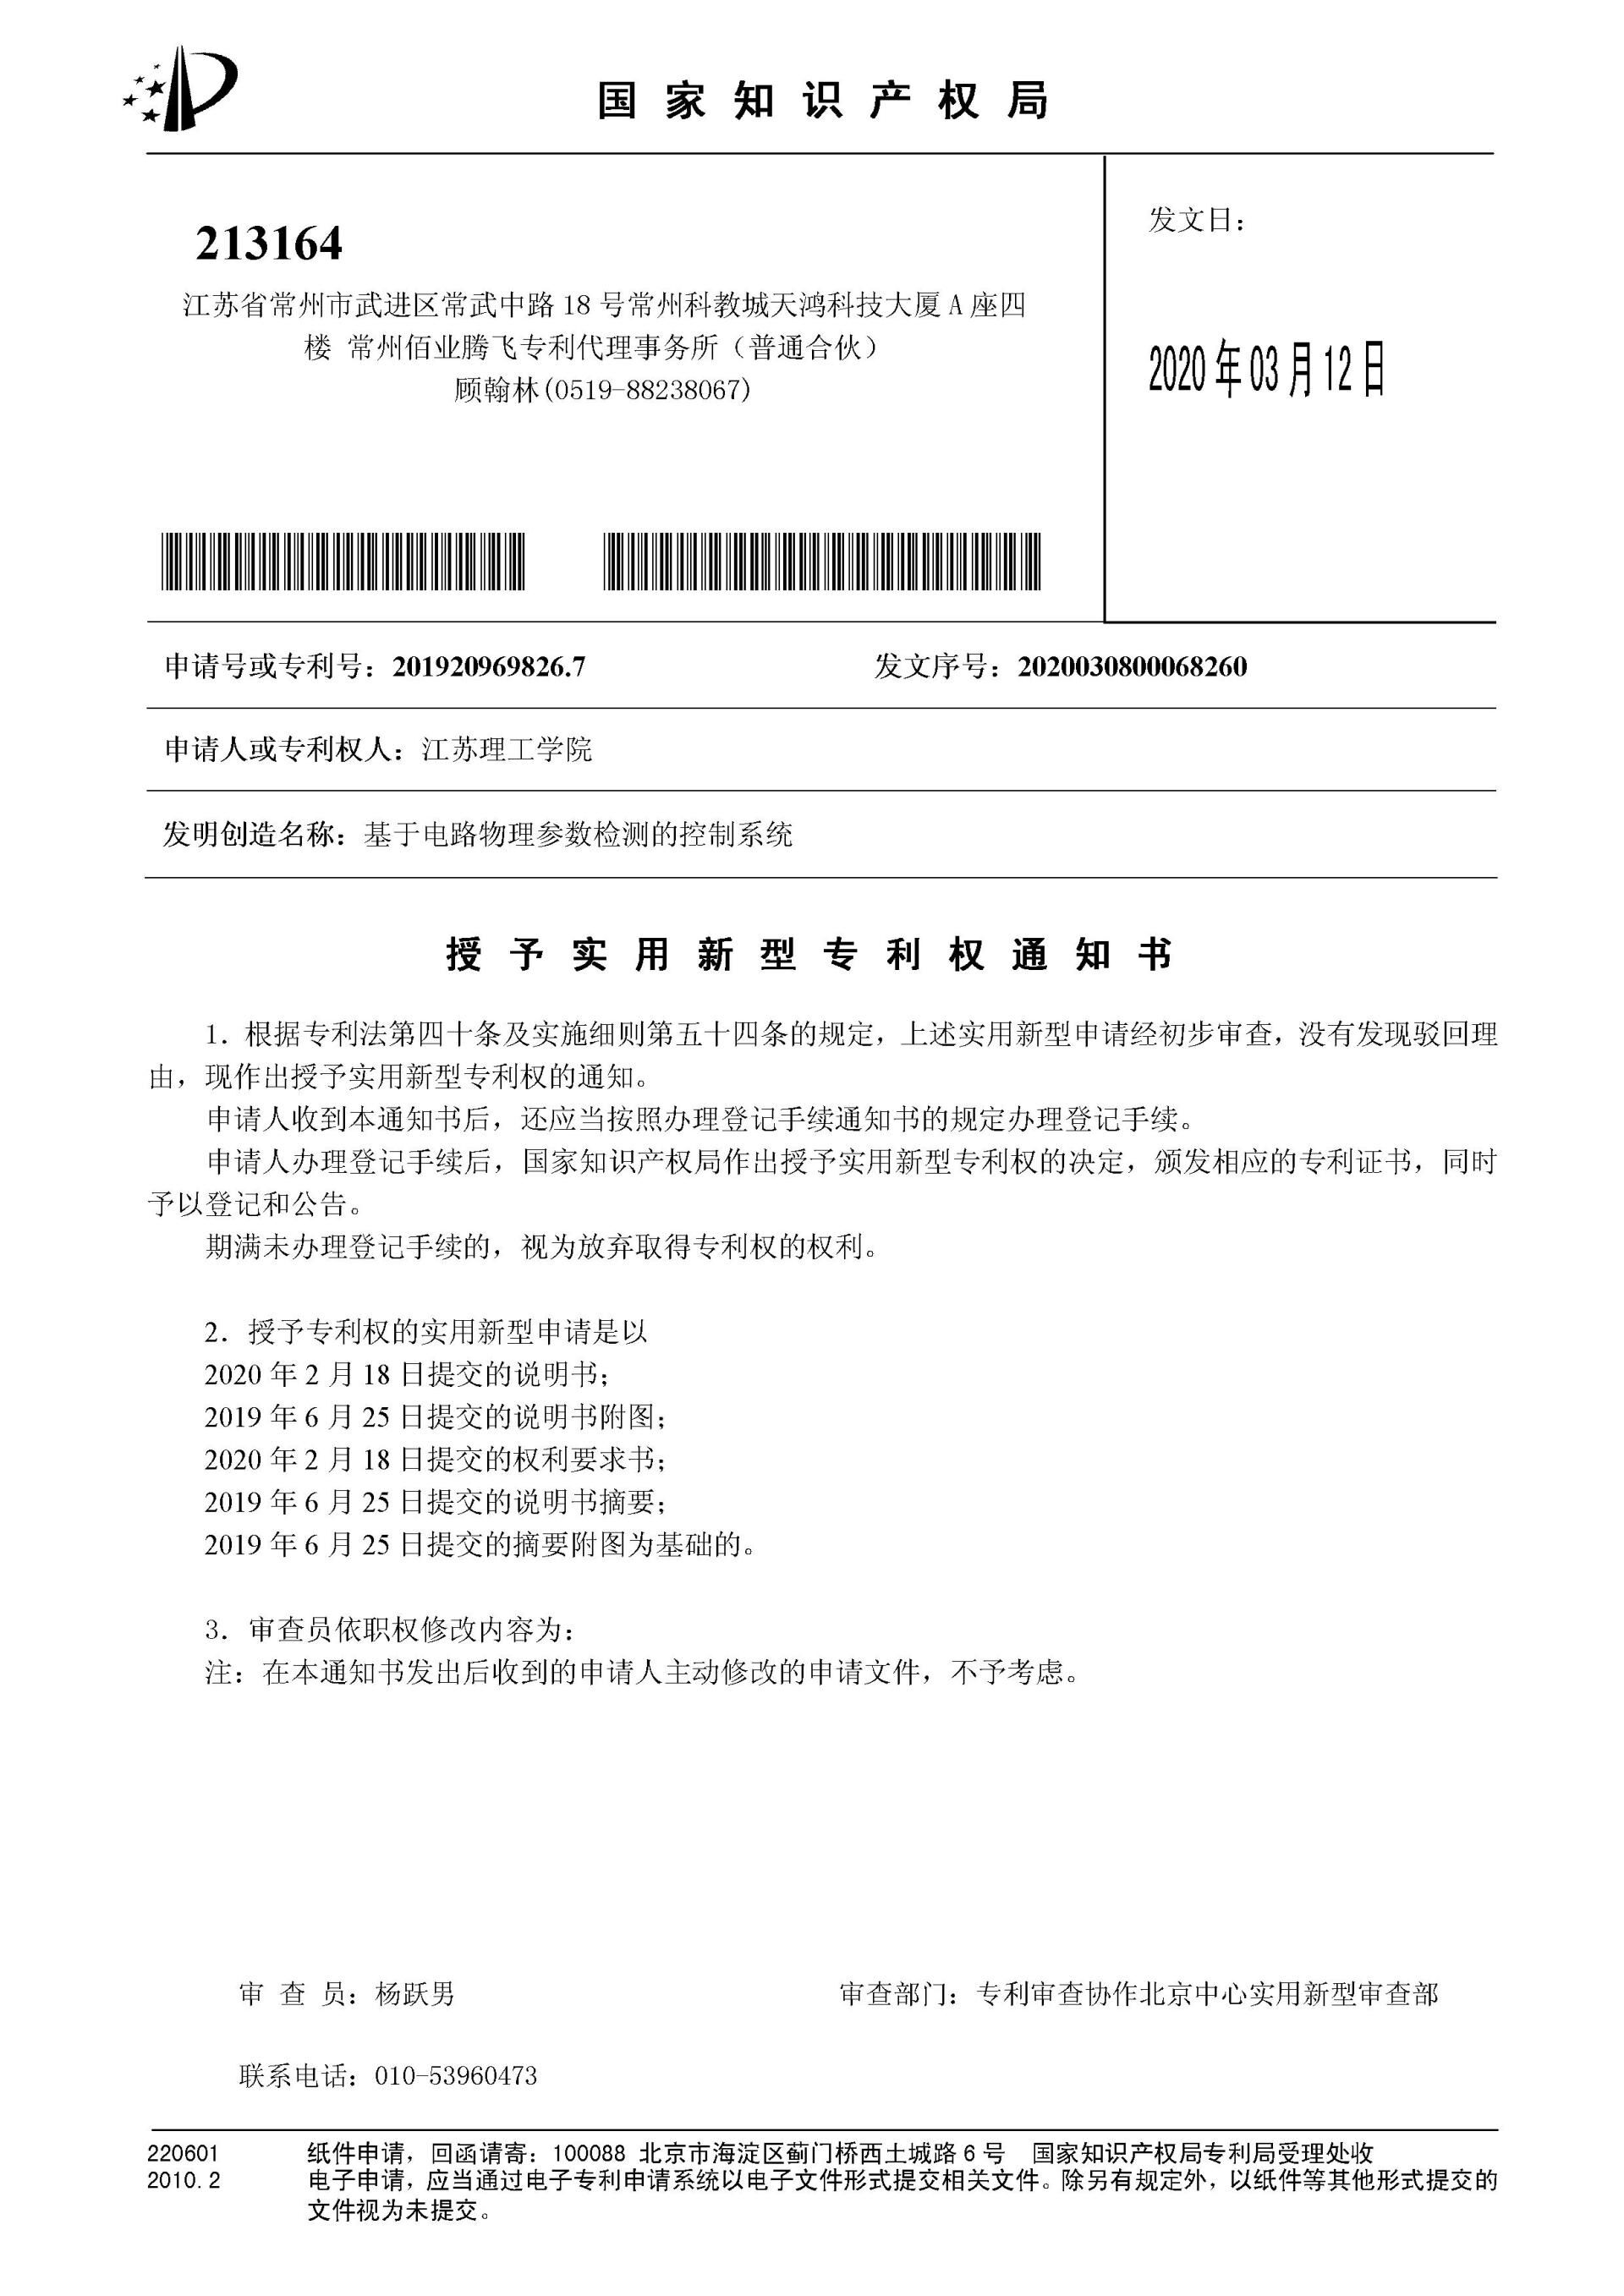 国家知识产权局
213164
江苏省常州市武进区常武中路 18 号常州科教城天鸿科技大厦 A 座四
楼 常州佰业腾飞专利代理事务所（普通合伙）
顾翰林(0519-88238067)
发文日：
2020 年 03 月 12 日
申请号或专利号：201920969826.7 发文序号：2020030800068260
申请人或专利权人：江苏理工学院
发明创造名称：基于电路物理参数检测的控制系统
授予实用新型专利权通知书
1. 根据专利法第四十条及实施细则第五十四条的规定，上述实用新型申请经初步审查，没有发现驳回理
由，现作出授予实用新型专利权的通知。
申请人收到本通知书后，还应当按照办理登记手续通知书的规定办理登记手续。
申请人办理登记手续后，国家知识产权局作出授予实用新型专利权的决定，颁发相应的专利证书，同时
予以登记和公告。
期满未办理登记手续的，视为放弃取得专利权的权利。
2. 授予专利权的实用新型申请是以
2020 年 2 月 18 日提交的说明书；
2019 年 6 月 25 日提交的说明书附图；
2020 年 2 月 18 日提交的权利要求书；
2019 年 6 月 25 日提交的说明书摘要；
2019 年 6 月 25 日提交的摘要附图为基础的。
3. 审查员依职权修改内容为：
注：在本通知书发出后收到的申请人主动修改的申请文件，不予考虑。
审 查 员：杨跃男 审查部门：专利审查协作北京中心实用新型审查部
联系电话：010-53960473
220601 纸件申请，回函请寄：100088 北京市海淀区蓟门桥西土城路 6 号 国家知识产权局专利局受理处收
2010.2 电子申请，应当通过电子专利申请系统以电子文件形式提交相关文件。除另有规定外，以纸件等其他形式提交的
文件视为未提交。